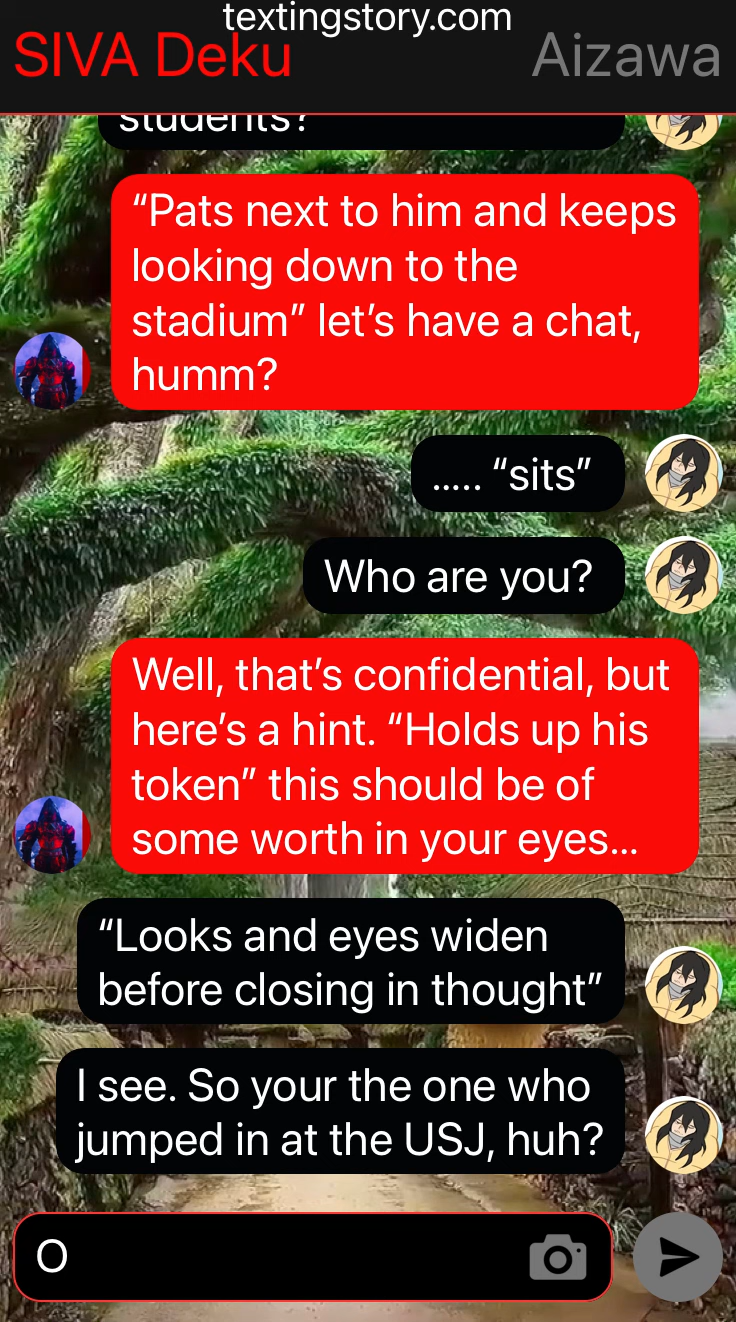 textingstory.com
SIVA Deku
Aizawa
students?
“Pats next to him and keeps
looking down to the
stadium” let’s have a chat,
humm?
..... “sits”
Who are you?
Well, that’s confidential, but
here’s a hint. “Holds up his
token” this should be of
some worth in your eyes...
“Looks and eyes widen
before closing in thought”
I see. So your the one who
jumped in at the USJ, huh?
O